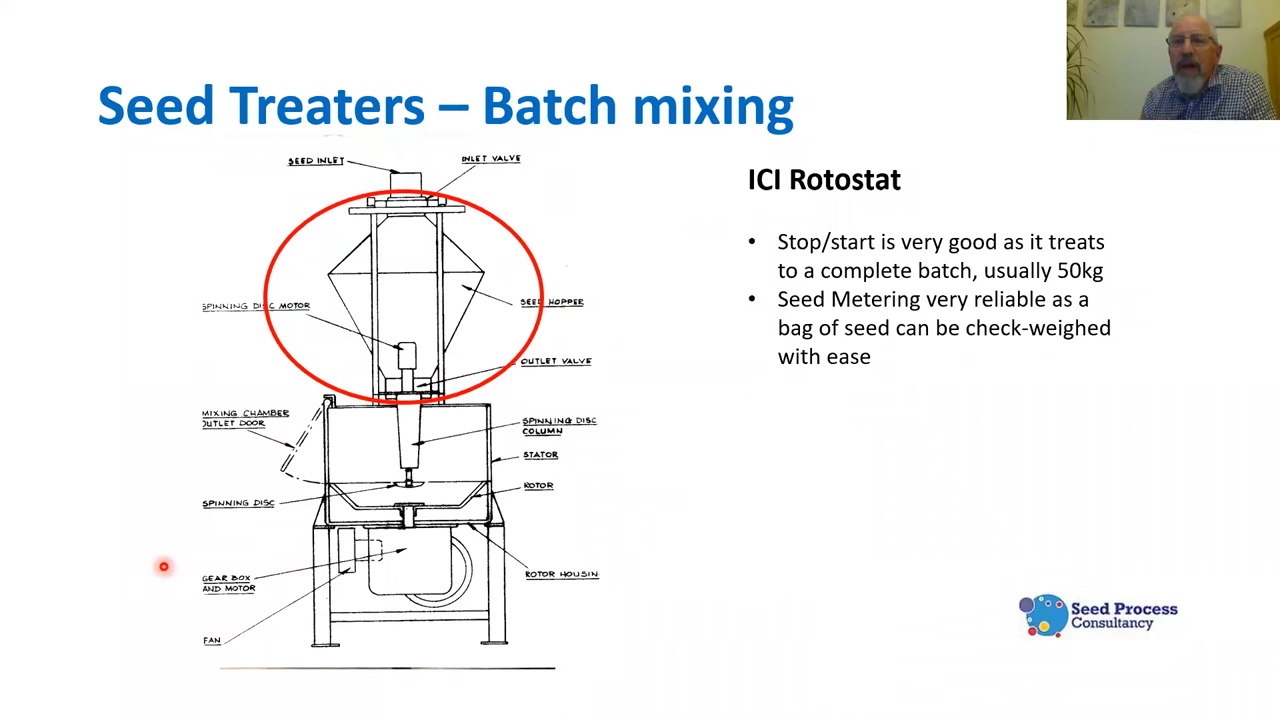 Seed Treaters – Batch mixing
SEED INLET
INLET VALVE
SPINNING DISC MOTOR
SEED HOPPER
OUTLET VALVE
MIXING CHAMBER
OUTLET DOOR
SPINNING DISC
COLUMN
STATOR
SPINNING DISC
ROTOR
GEAR BOX
AND MOTOR
ROTOR HOUSIN
FAN
ICI Rotostat
• Stop/start is very good as it treats
to a complete batch, usually 50kg
• Seed Metering very reliable as a
bag of seed can be check-weighed
with ease
Seed Process
Consultancy